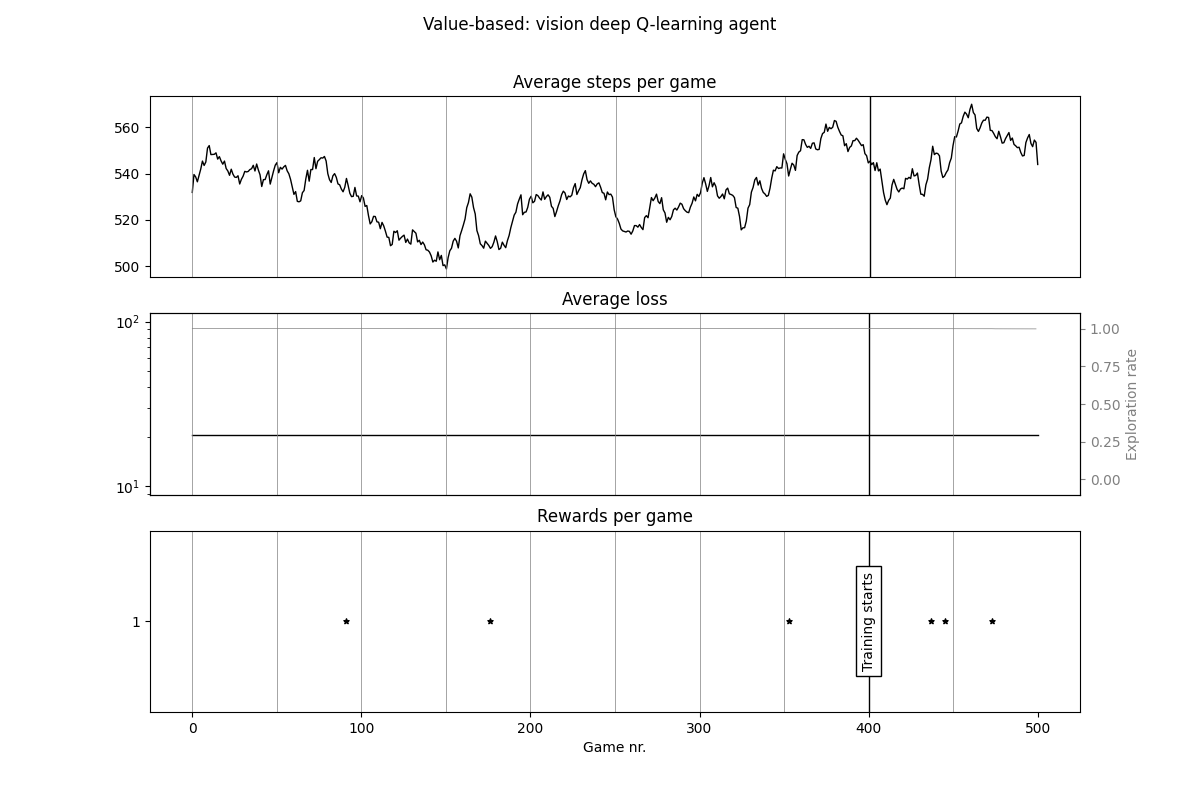 Value-based: vision deep Q-learning agent
Average steps per game
560
540
520
500
Average loss
10²
10¹
1.00
0.75
0.50
0.25
0.00
Exploration rate
Rewards per game
1
Training starts
0 100 200 300 400 500
Game nr.